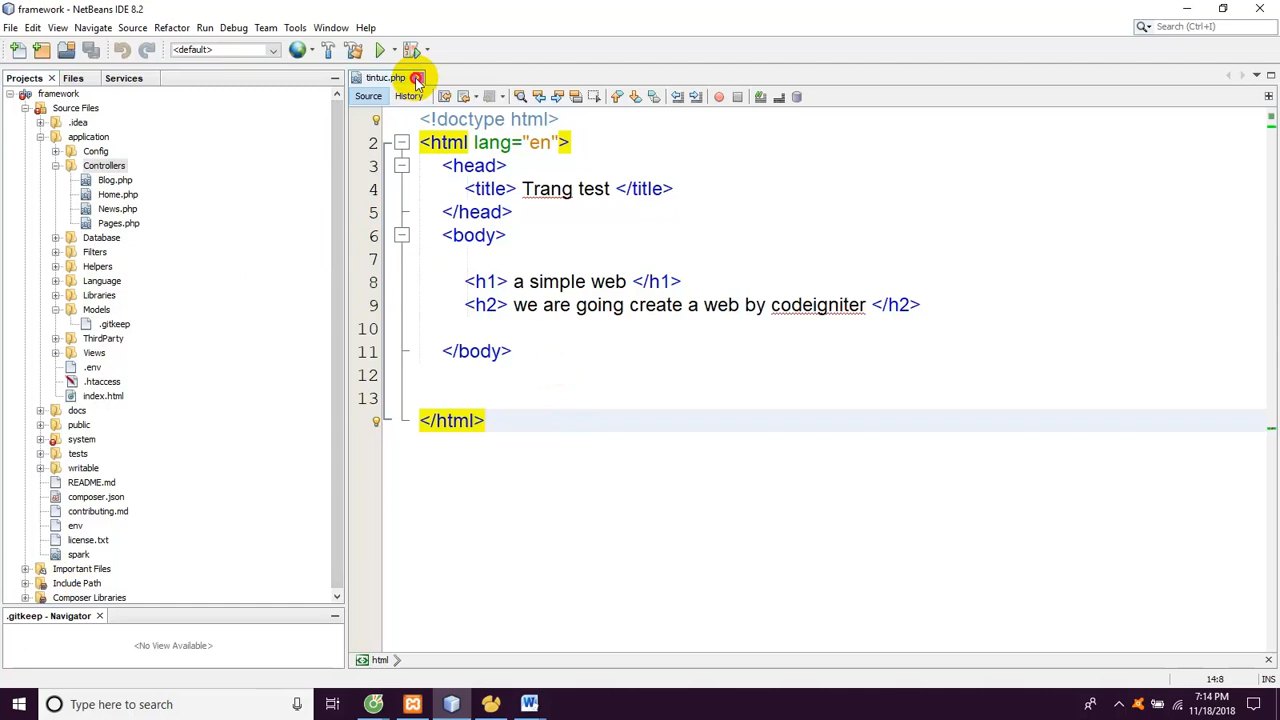 framework - NetBeans IDE 8.2
File Edit View Navigate Source Refactor Run Debug Team Tools Window Help
Search (Ctrl+I)
<default>
Projects Files Services
tintuc.php
Source History
framework
Source Files
.idea
application
Config
Controllers
Blog.php
Home.php
News.php
Pages.php
Database
Filters
Helpers
Language
Libraries
Models
.gitkeep
ThirdParty
Views
.env
.htaccess
index.html
docs
public
system
tests
writable
README.md
composer.json
contributing.md
env
license.txt
spark
Important Files
Include Path
Composer Libraries
<!doctype html>
2 <html lang="en">
3 <head>
4 <title> Trang test </title>
5 </head>
6 <body>
7
8 <h1> a simple web </h1>
9 <h2> we are going create a web by codeigniter </h2>
10
11 </body>
12
13
</html>
.gitkeep - Navigator
<No View Available>
html
14:8 INS
Type here to search
7:14 PM
11/18/2018